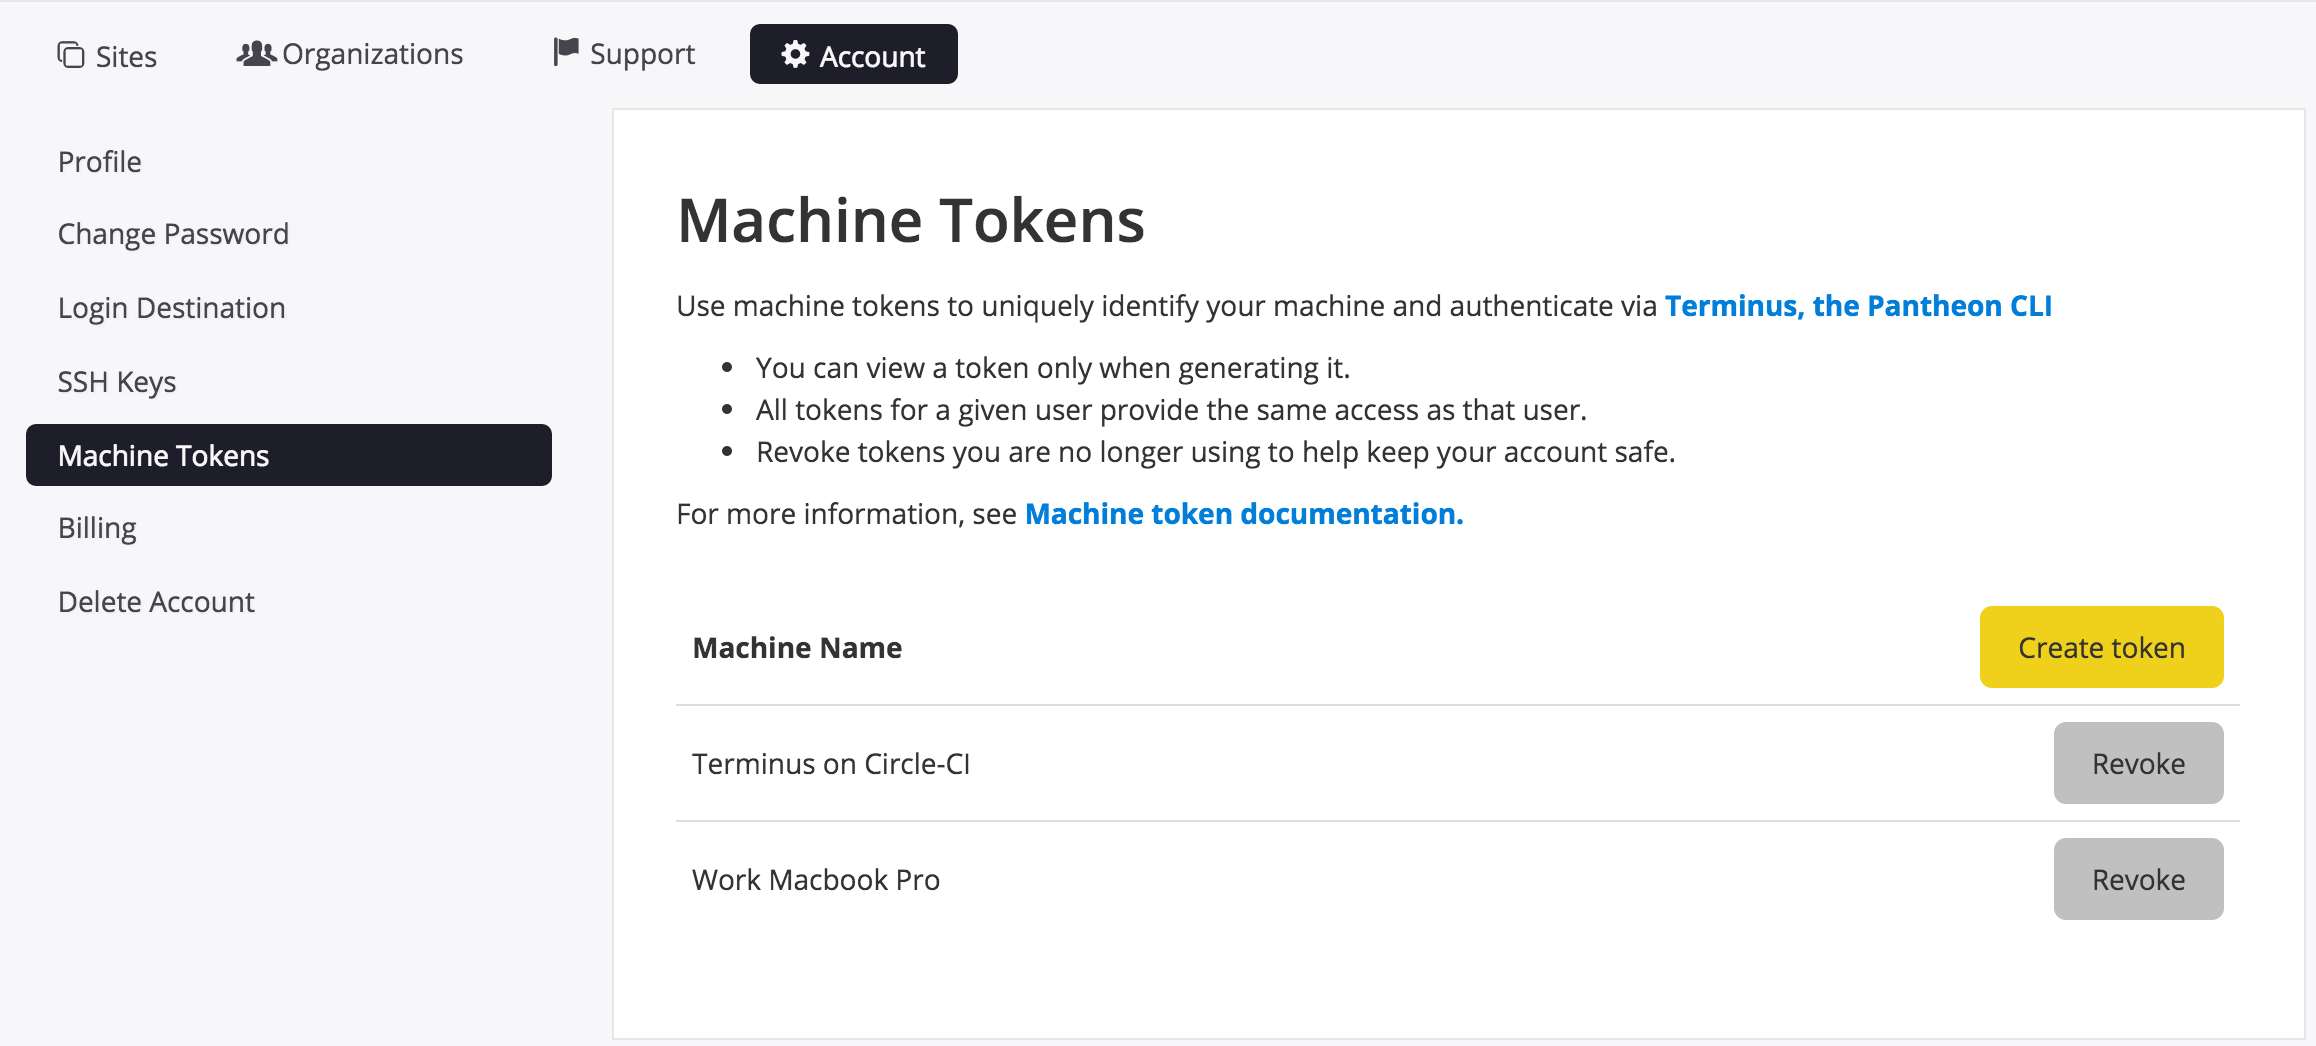 Sites
Organizations
Support
Account
Profile
Change Password
Login Destination
SSH Keys
Machine Tokens
Billing
Delete Account
Machine Tokens
Use machine tokens to uniquely identify your machine and authenticate via Terminus, the Pantheon CLI
• You can view a token only when generating it.
• All tokens for a given user provide the same access as that user.
• Revoke tokens you are no longer using to help keep your account safe.
For more information, see Machine token documentation.
Machine Name
Create token
Terminus on Circle-CI
Revoke
Work Macbook Pro
Revoke